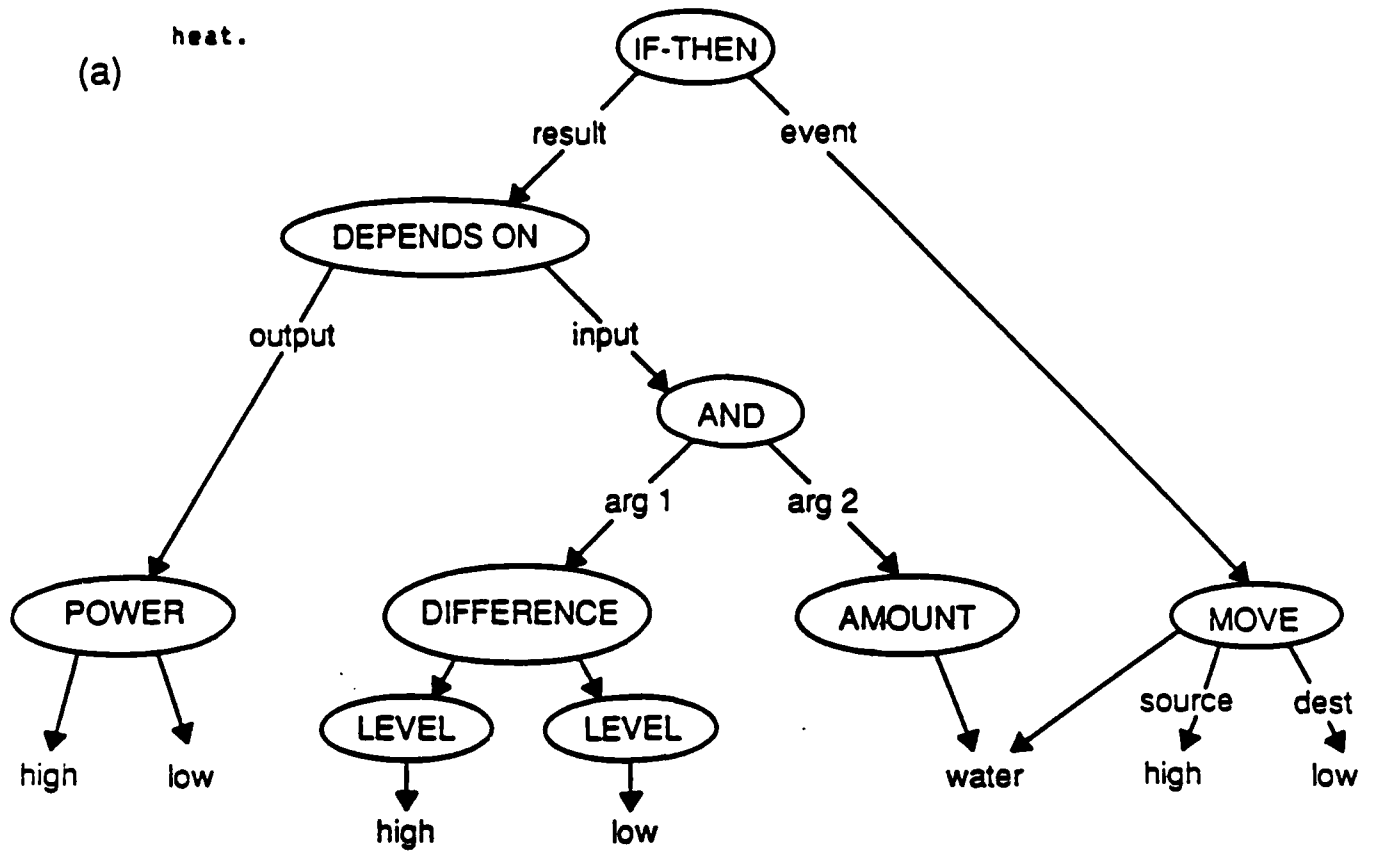 heat.
(a)
IF-THEN
result event
DEPENDS ON
output input
AND
arg 1 arg 2
POWER DIFFERENCE AMOUNT MOVE
source dest
LEVEL LEVEL
high low water high low
high low